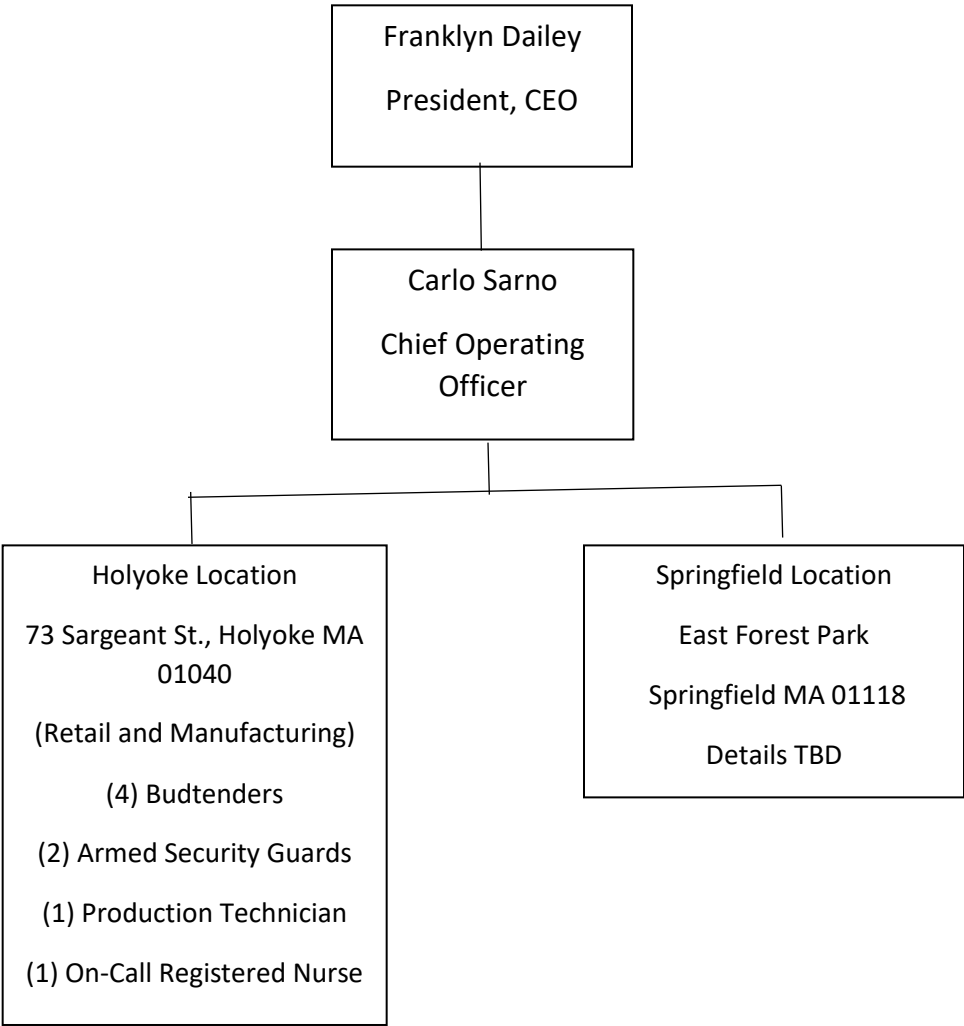 Franklyn Dailey
President, CEO
Carlo Sarno
Chief Operating
Officer
Holyoke Location
73 Sargeant St., Holyoke MA
01040
(Retail and Manufacturing)
(4) Budtenders
(2) Armed Security Guards
(1) Production Technician
(1) On-Call Registered Nurse
Springfield Location
East Forest Park
Springfield MA 01118
Details TBD